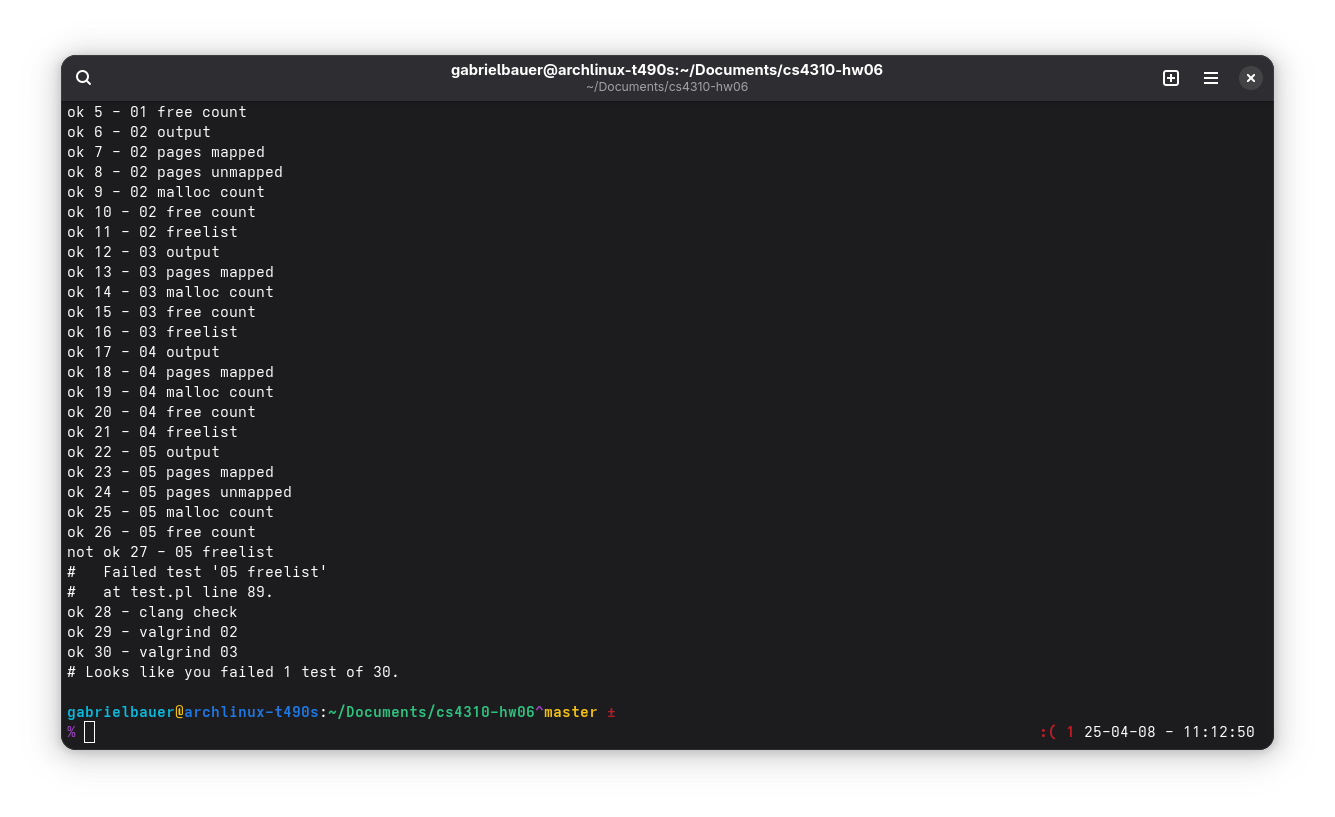 gabrielbauer@archlinux-t490s:~/Documents/cs4310-hw06
~/Documents/cs4310-hw06
ok 5 - 01 free count
ok 6 - 02 output
ok 7 - 02 pages mapped
ok 8 - 02 pages unmapped
ok 9 - 02 malloc count
ok 10 - 02 free count
ok 11 - 02 freelist
ok 12 - 03 output
ok 13 - 03 pages mapped
ok 14 - 03 malloc count
ok 15 - 03 free count
ok 16 - 03 freelist
ok 17 - 04 output
ok 18 - 04 pages mapped
ok 19 - 04 malloc count
ok 20 - 04 free count
ok 21 - 04 freelist
ok 22 - 05 output
ok 23 - 05 pages mapped
ok 24 - 05 pages unmapped
ok 25 - 05 malloc count
ok 26 - 05 free count
not ok 27 - 05 freelist
#   Failed test '05 freelist'
#   at test.pl line 89.
ok 28 - clang check
ok 29 - valgrind 02
ok 30 - valgrind 03
# Looks like you failed 1 test of 30.
gabrielbauer@archlinux-t490s:~/Documents/cs4310-hw06^master ±
% :( 1 25-04-08 - 11:12:50